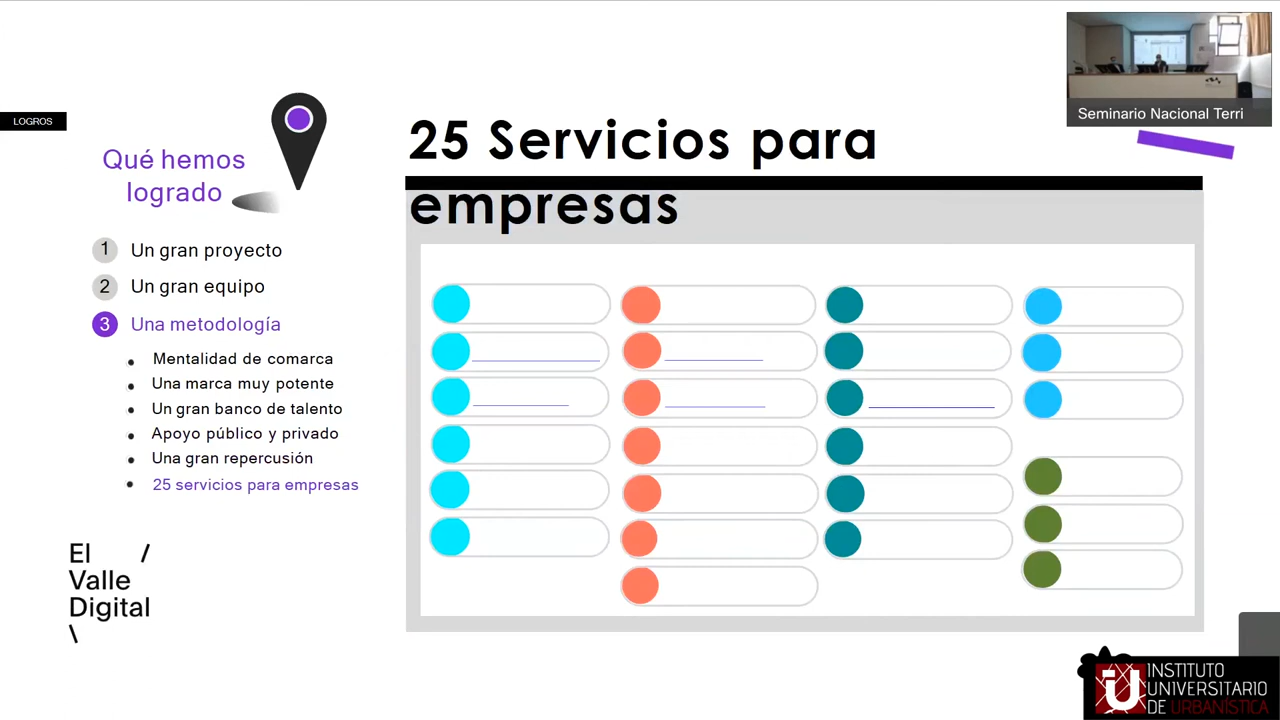 Seminario Nacional Terri
LOGROS
Qué hemos
logrado
25 Servicios para
empresas
1 Un gran proyecto
2 Un gran equipo
3 Una metodología
Mentalidad de comarca
Una marca muy potente
Un gran banco de talento
Apoyo público y privado
Una gran repercusión
25 servicios para empresas
El /
Valle
Digital
\
INSTITUTO
UNIVERSITARIO
DE URBANÍSTICA